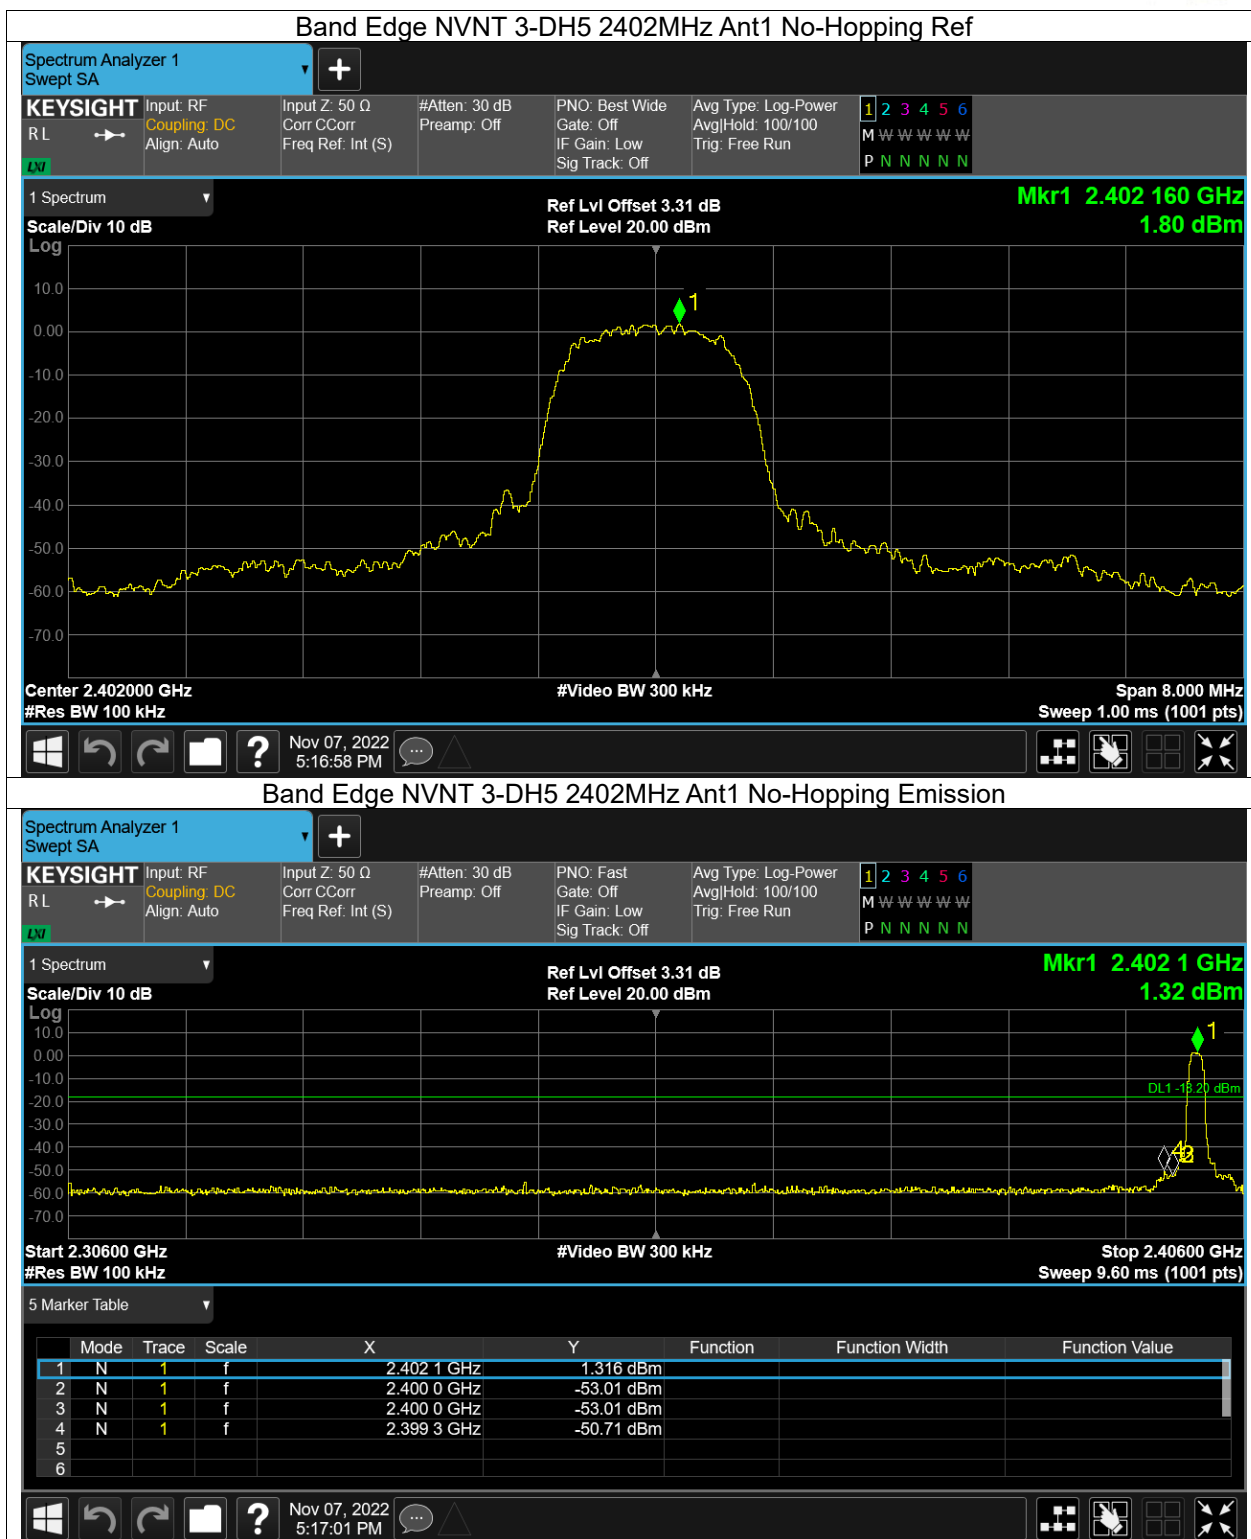 Band Edge NVNT 3-DH5 2402MHz Ant1 No-Hopping Ref
Spectrum Analyzer 1
Swept SA
+
KEYSIGHT
R L
LXI
Input: RF
Coupling: DC
Align: Auto
Input Z: 50 Ω
Corr CCorr
Freq Ref: Int (S)
#Atten: 30 dB
Preamp: Off
PNO: Best Wide
Gate: Off
IF Gain: Low
Sig Track: Off
Avg Type: Log-Power
Avg|Hold: 100/100
Trig: Free Run
1 2 3 4 5 6
M W W W W W
P N N N N N
1 Spectrum
Scale/Div 10 dB
Ref Lvl Offset 3.31 dB
Ref Level 20.00 dBm
Mkr1 2.402 160 GHz
1.80 dBm
Log
10.0
0.00
-10.0
-20.0
-30.0
-40.0
-50.0
-60.0
-70.0
1
Center 2.402000 GHz
#Res BW 100 kHz
#Video BW 300 kHz
Span 8.000 MHz
Sweep 1.00 ms (1001 pts)
?
Nov 07, 2022
5:16:58 PM
Band Edge NVNT 3-DH5 2402MHz Ant1 No-Hopping Emission
Spectrum Analyzer 1
Swept SA
+
KEYSIGHT
R L
LXI
Input: RF
Coupling: DC
Align: Auto
Input Z: 50 Ω
Corr CCorr
Freq Ref: Int (S)
#Atten: 30 dB
Preamp: Off
PNO: Fast
Gate: Off
IF Gain: Low
Sig Track: Off
Avg Type: Log-Power
Avg|Hold: 100/100
Trig: Free Run
1 2 3 4 5 6
M W W W W W
P N N N N N
1 Spectrum
Scale/Div 10 dB
Ref Lvl Offset 3.31 dB
Ref Level 20.00 dBm
Mkr1 2.402 1 GHz
1.32 dBm
Log
10.0
0.00
-10.0
-20.0
-30.0
-40.0
-50.0
-60.0
-70.0
1
DL1 -18.20 dBm
4
Start 2.30600 GHz
#Res BW 100 kHz
#Video BW 300 kHz
Stop 2.40600 GHz
Sweep 9.60 ms (1001 pts)
5 Marker Table
Mode Trace Scale X Y Function Function Width Function Value
1 N 1 f 2.402 1 GHz 1.316 dBm
2 N 1 f 2.400 0 GHz -53.01 dBm
3 N 1 f 2.400 0 GHz -53.01 dBm
4 N 1 f 2.399 3 GHz -50.71 dBm
5
6
?
Nov 07, 2022
5:17:01 PM